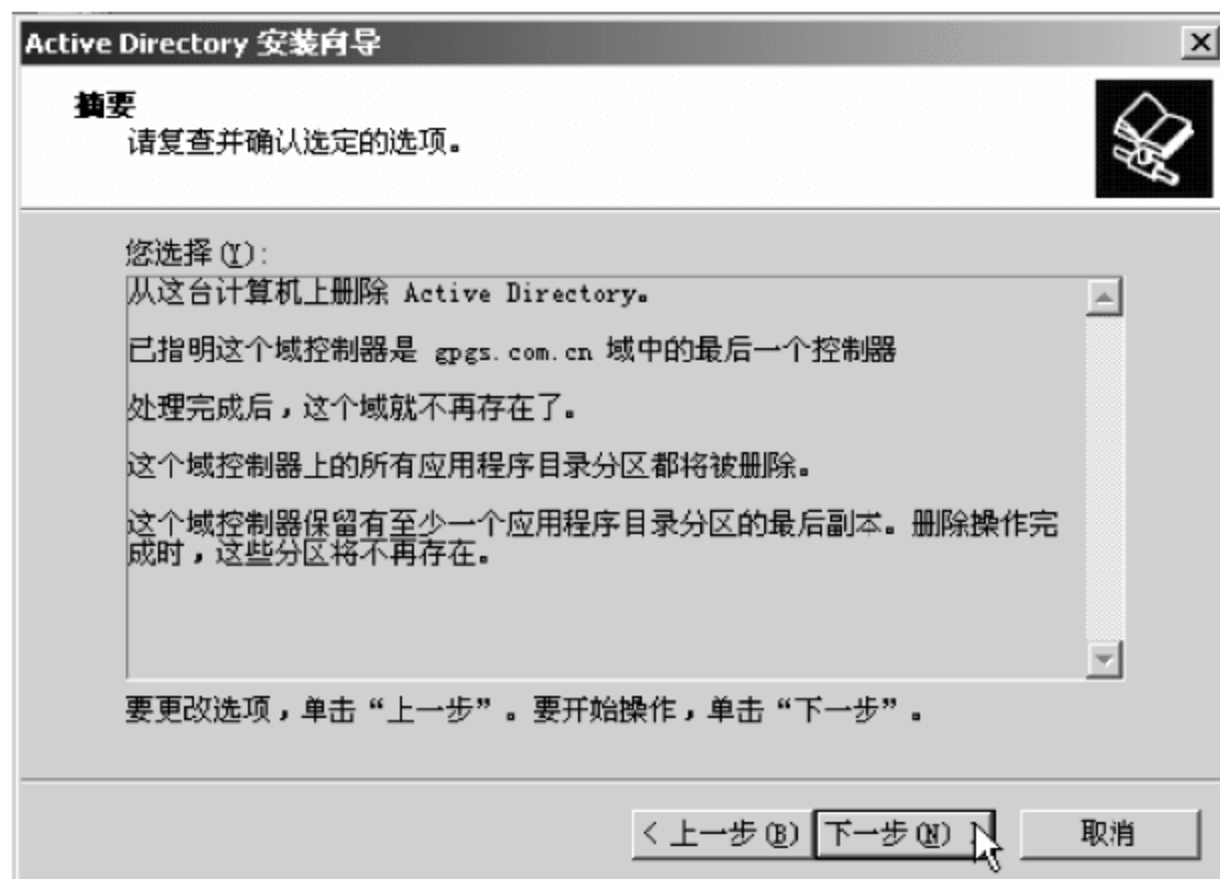 Active Directory 安装向导
摘要
请复查并确认选定的选项。
您选择(Y):
从这台计算机上删除 Active Directory。
已指明这个域控制器是 gpgs.com.cn 域中的最后一个控制器
处理完成后，这个域就不再存在了。
这个域控制器上的所有应用程序目录分区都将被删除。
这个域控制器保留有至少一个应用程序目录分区的最后副本。删除操作完
成时，这些分区将不再存在。
要更改选项，单击“上一步”。要开始操作，单击“下一步”。
< 上一步(B) 下一步(N) > 取消